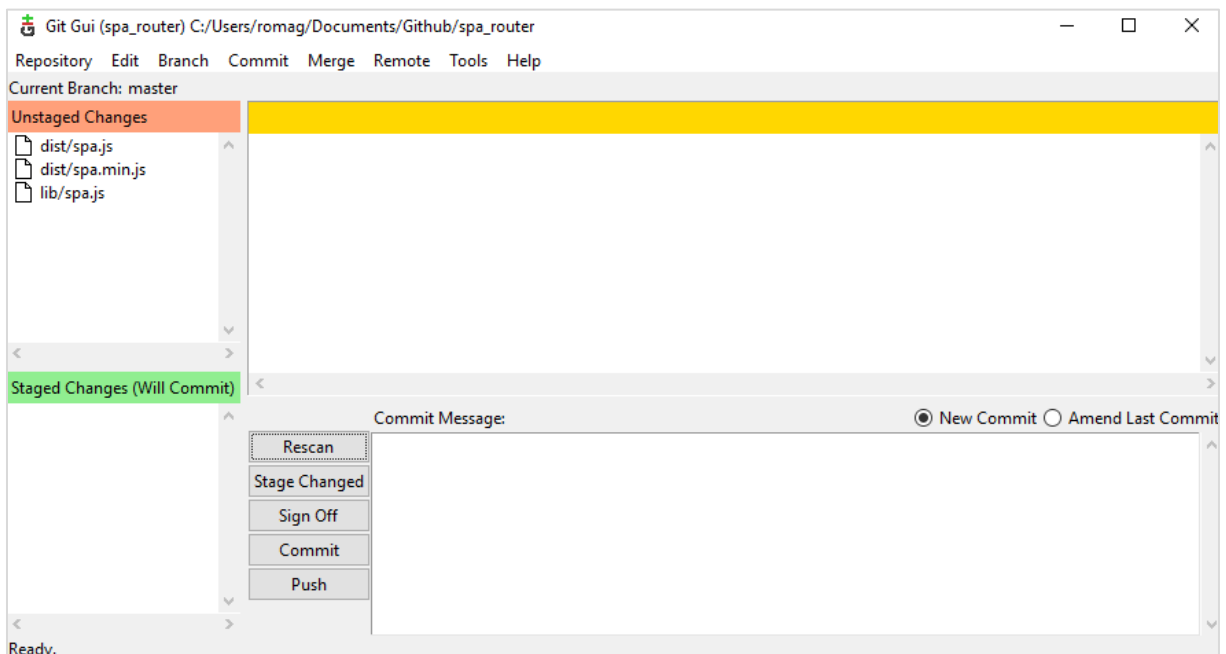 Git Gui (spa_router) C:/Users/romag/Documents/Github/spa_router
Repository Edit Branch Commit Merge Remote Tools Help
Current Branch: master
Unstaged Changes
dist/spa.js
dist/spa.min.js
lib/spa.js
Staged Changes (Will Commit)
Commit Message:
New Commit
Amend Last Commit
Rescan
Stage Changed
Sign Off
Commit
Push
Ready.